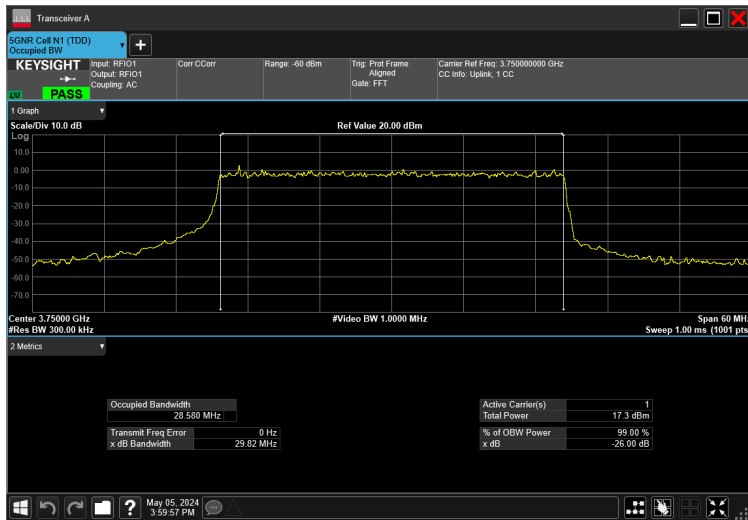 Transceiver A
5GNR Cell N1 (TDD)
Occupied BW
KEYSIGHT
LXI
PASS
Input: RFIO1
Output: RFIO1
Coupling: AC
Corr CCorr
Range: -60 dBm
Trig: Prot Frame
Aligned
Gate: FFT
Carrier Ref Freq: 3.750000000 GHz
CC Info: Uplink, 1 CC
1 Graph
Scale/Div 10.0 dB
Ref Value 20.00 dBm
Log
10.0
0.00
-10.0
-20.0
-30.0
-40.0
-50.0
-60.0
-70.0
Center 3.75000 GHz
#Video BW 1.0000 MHz
Span 60 MH
#Res BW 300.00 kHz
Sweep 1.00 ms (1001 pts
2 Metrics
Occupied Bandwidth
28.580 MHz
Transmit Freq Error 0 Hz
x dB Bandwidth 29.82 MHz
Active Carrier(s) 1
Total Power 17.3 dBm
% of OBW Power 99.00 %
x dB -26.00 dB
May 05, 2024
3:59:57 PM